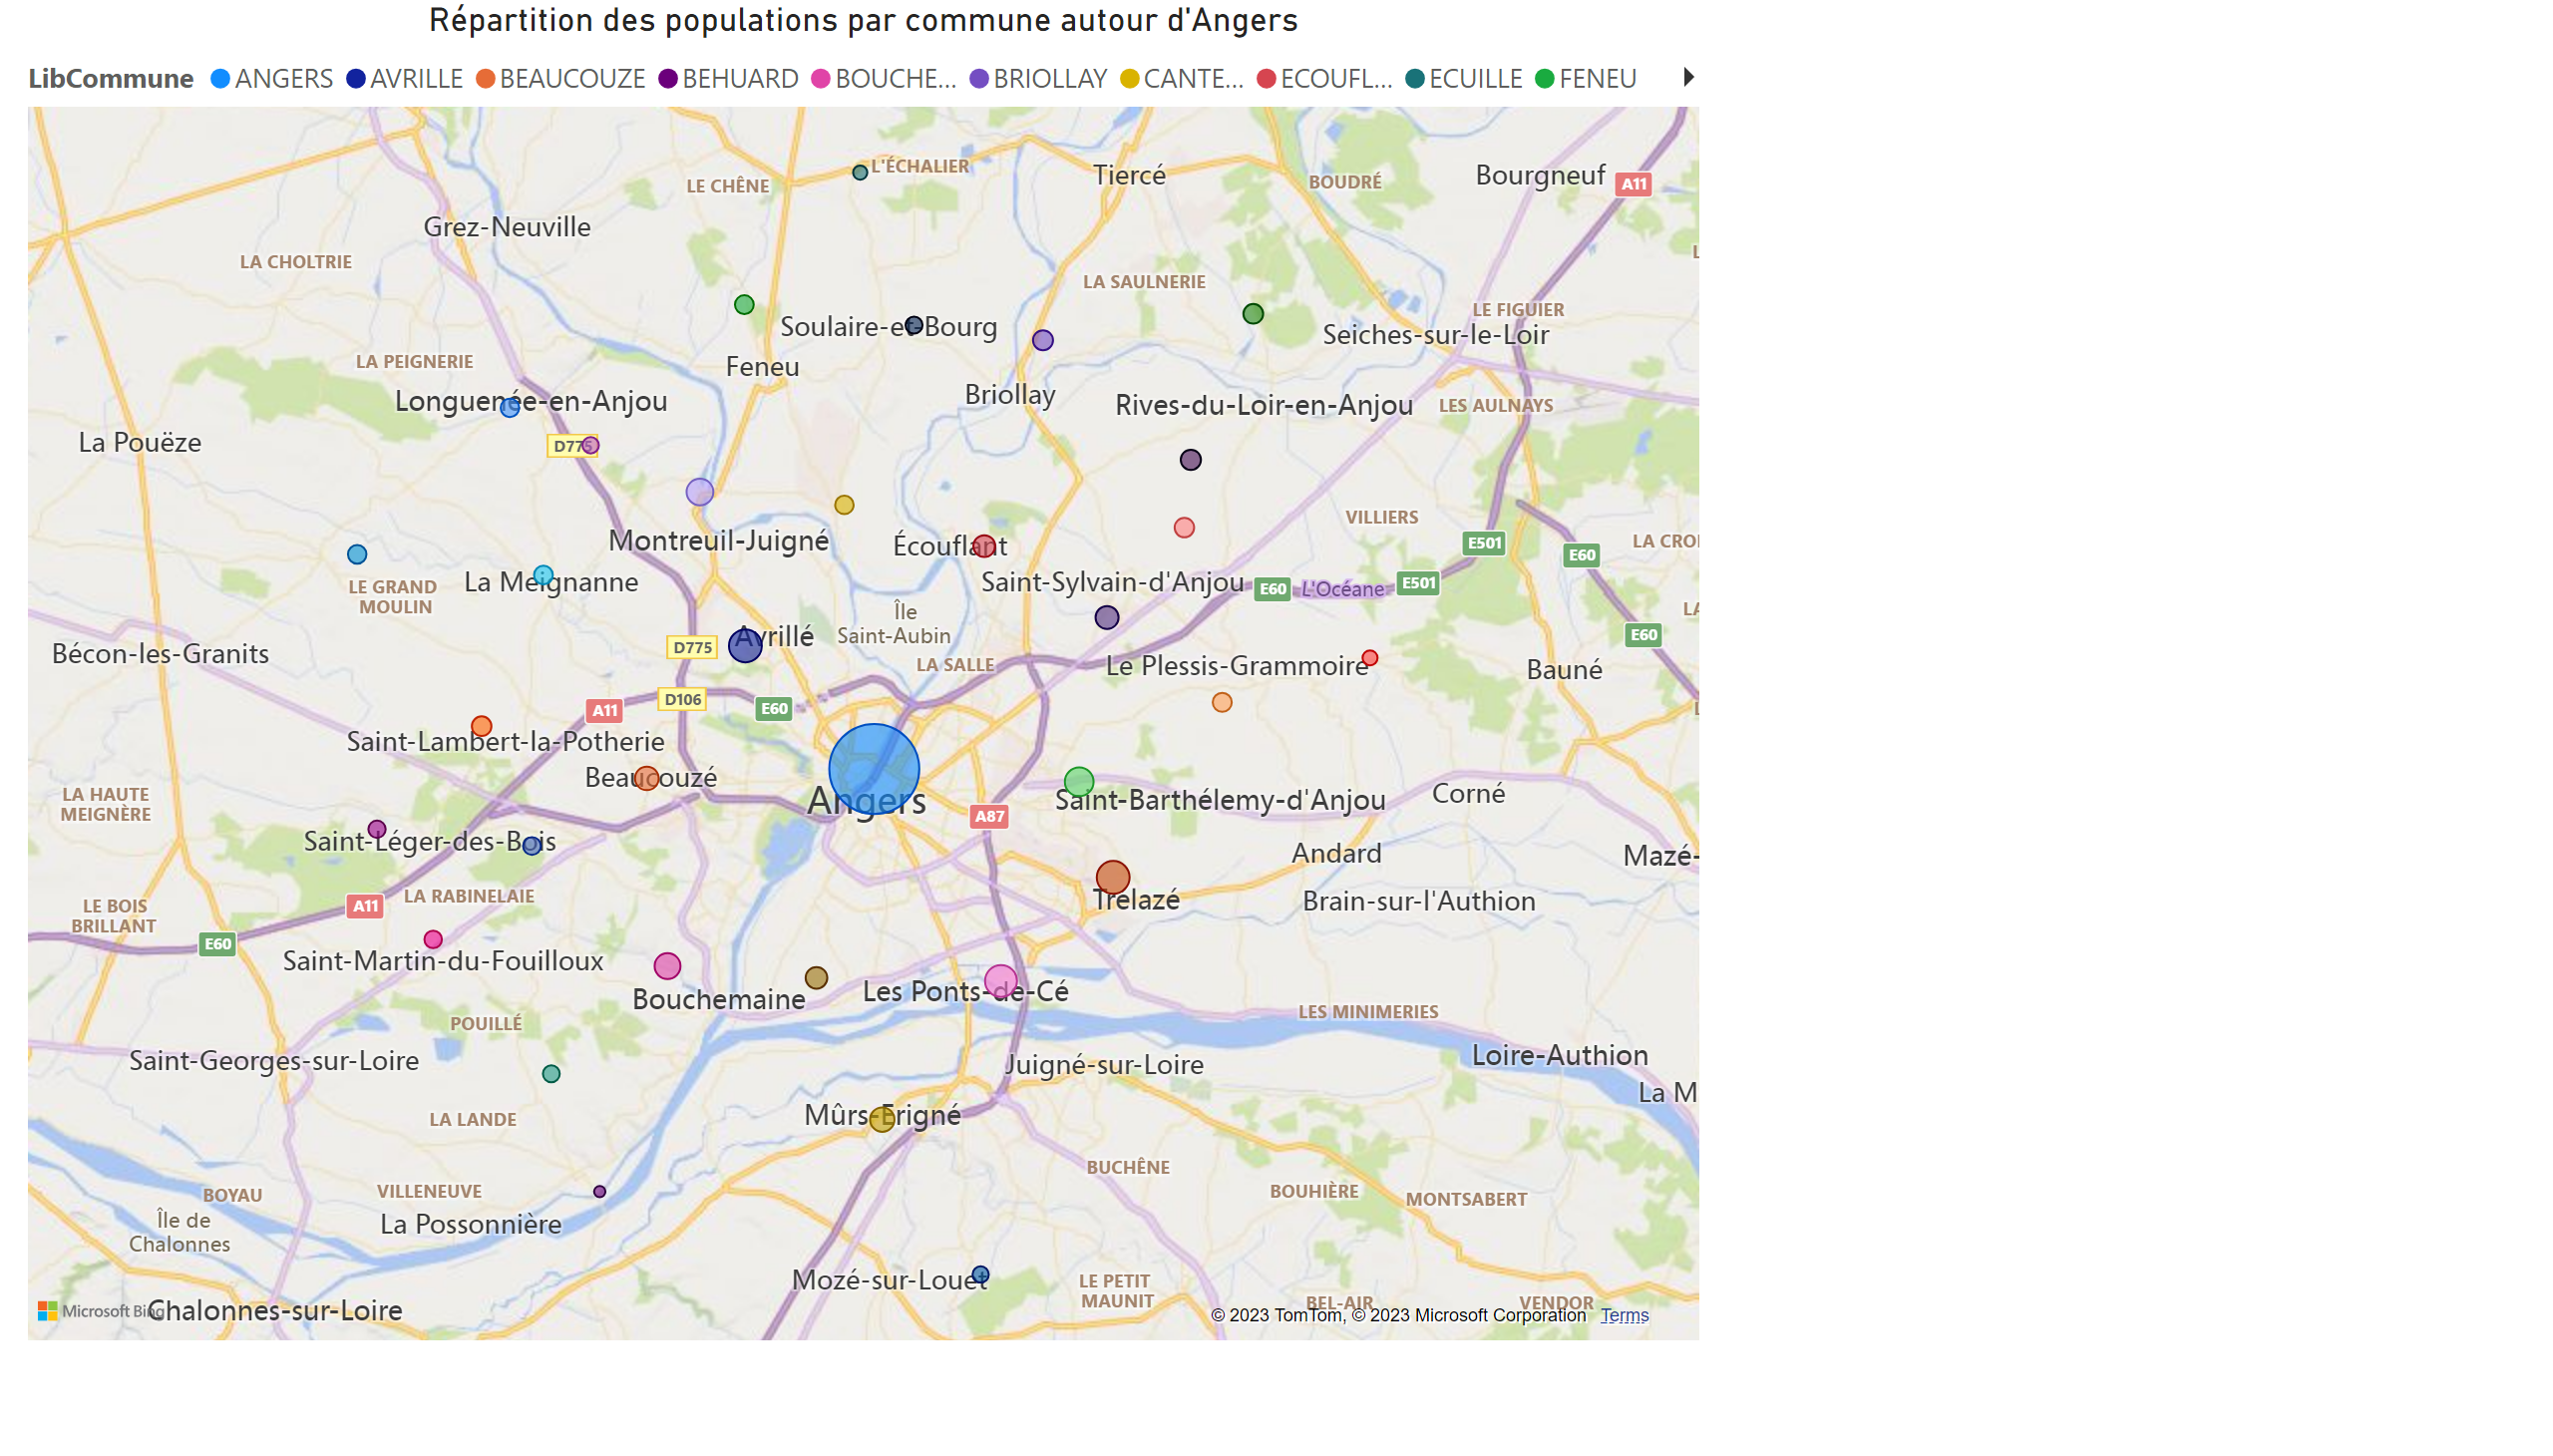 Répartition des populations par commune autour d'Angers
LibCommune ANGERS AVRILLE BEAUCOUZE BEHUARD BOUCHE... BRIOLLAY CANTE... ECOUFL... ECUILLE FENEU
L'ÉCHALIER
Tiercé
Bourgneuf
A11
LE CHÊNE
BOUDRÉ
Grez-Neuville
LA CHOLTRIE
LA SAULNERIE
LE FIGUIER
Soulaire-et-Bourg
Seiches-sur-le-Loir
LA PEIGNERIE
Feneu
Briollay
Longuenée-en-Anjou
Rives-du-Loir-en-Anjou
LES AULNAYS
La Pouëze
D775
VILLIERS
Montreuil-Juigné
Écouflant
E501
E60
LA CROI
LE GRAND
MOULIN
La Meignanne
Saint-Sylvain-d'Anjou
E60
L'Océane
E501
Île
Saint-Aubin
LA
Avrillé
E60
D775
Bécon-les-Granits
LA SALLE
Le Plessis-Grammoire
Bauné
D106
A11
E60
Saint-Lambert-la-Potherie
Beaucouzé
Angers
Saint-Barthélemy-d'Anjou
Corné
LA HAUTE
MEIGNÈRE
A87
Saint-Léger-des-Bois
Andard
Mazé-
LA RABINELAIE
Trélazé
Brain-sur-l'Authion
LE BOIS
BRILLANT
A11
E60
Saint-Martin-du-Fouilloux
Bouchemaine
Les Ponts-de-Cé
LES MINIMERIES
POUILLÉ
Saint-Georges-sur-Loire
Juigné-sur-Loire
Loire-Authion
La M
LA LANDE
Mûrs-Erigné
BUCHÊNE
BOYAU
VILLENEUVE
BOUHIÈRE
MONTSABERT
Île de
Chalonnes
La Possonnière
Mozé-sur-Louet
LE PETIT
MAUNIT
BEL-AIR
VENDOR
Microsoft Bing
Chalonnes-sur-Loire
© 2023 TomTom, © 2023 Microsoft Corporation Terms